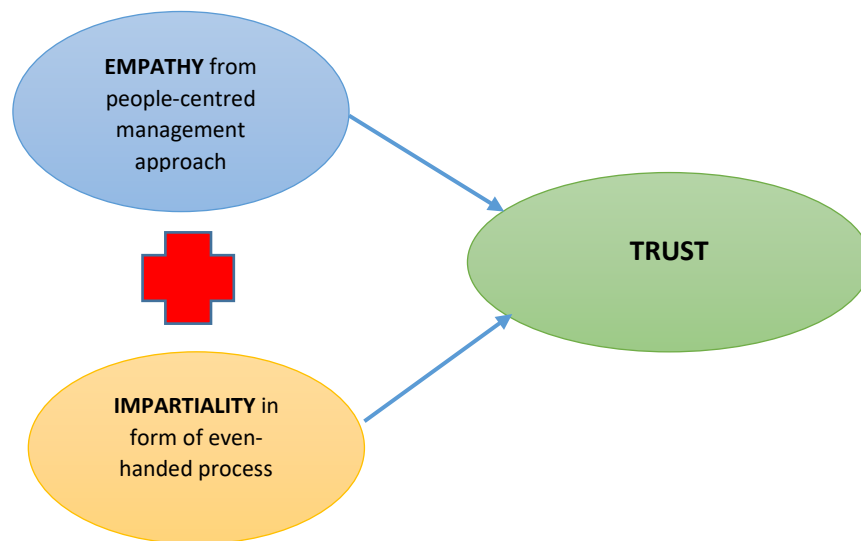 EMPATHY from
people-centred
management
approach
TRUST
IMPARTIALITY in
form of even-
handed process